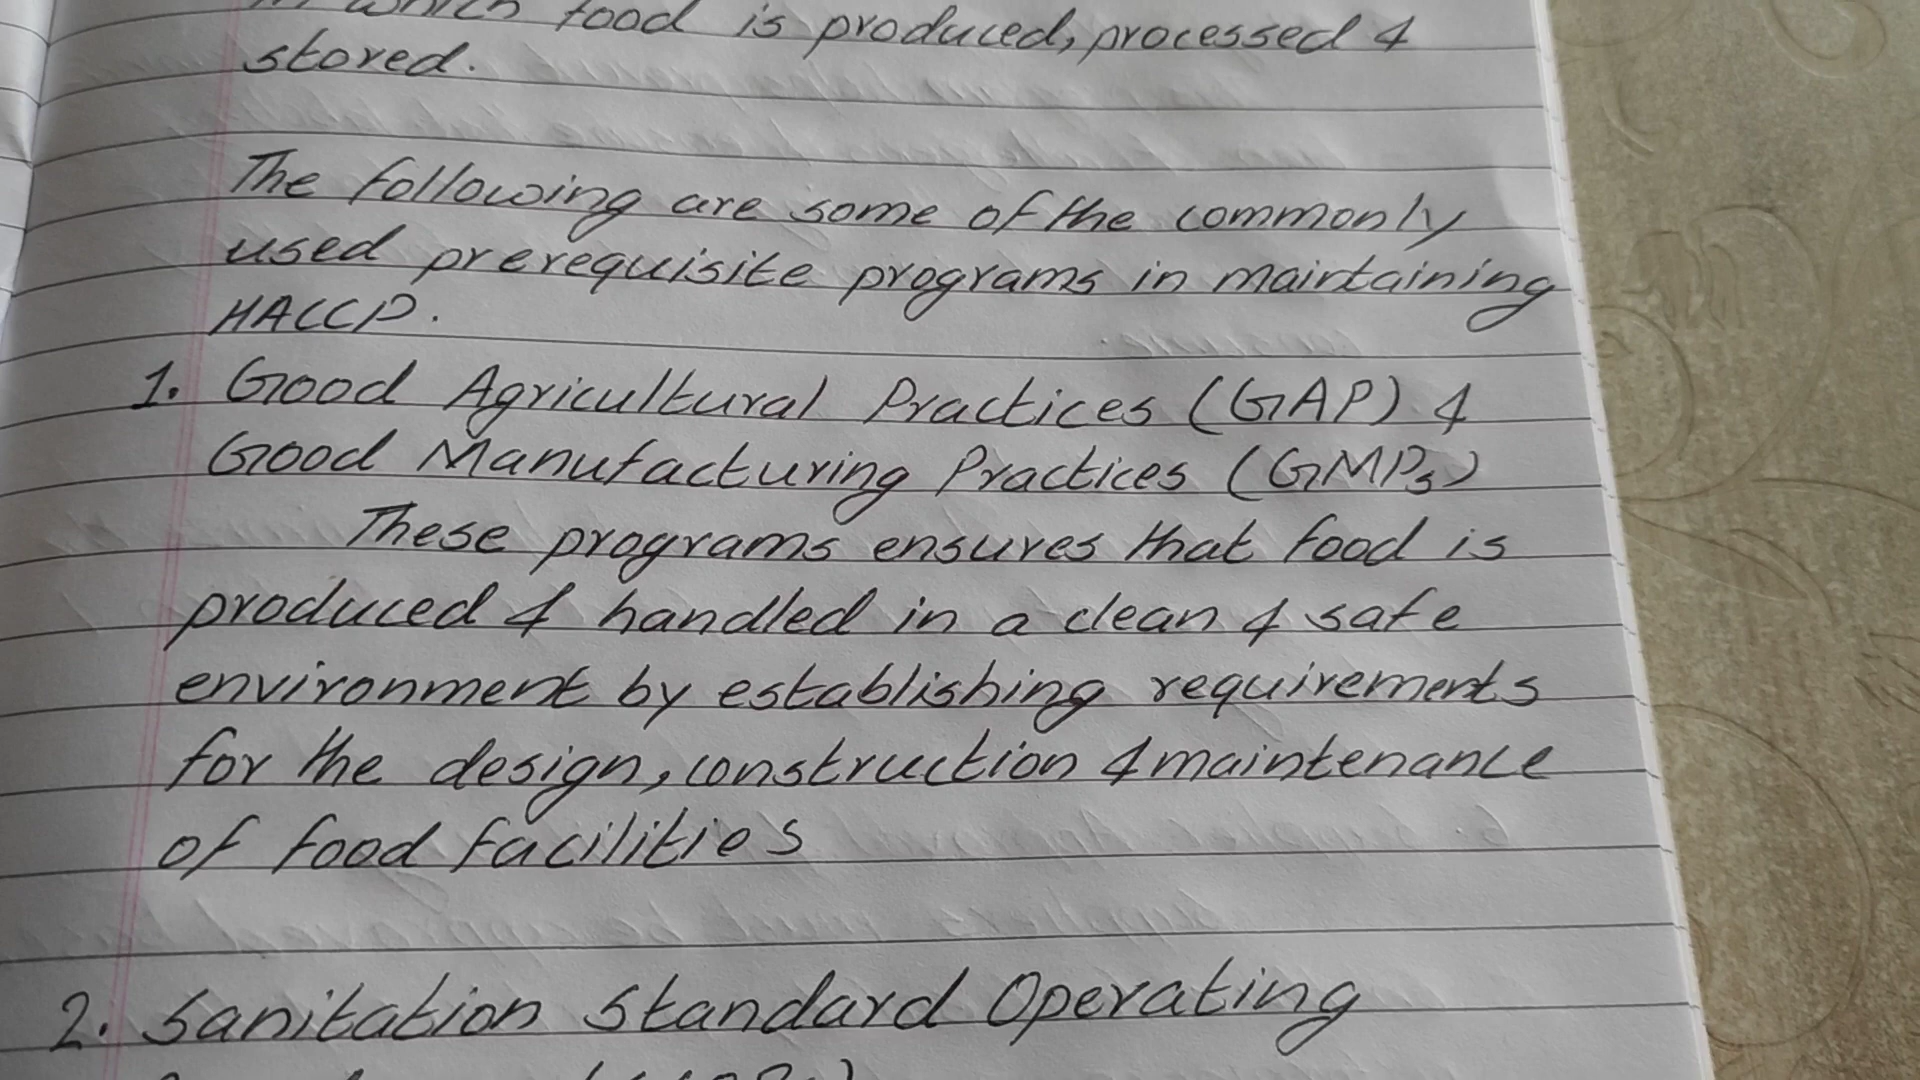 which food is produced, processed &
stored.
The following are some of the commonly
used prerequisite programs in maintaining
HACCP.
1. Good Agricultural Practices (GAP) &
Good Manufacturing Practices (GMPs)
These programs ensures that food is
produced & handled in a clean & safe
environment by establishing requirements
for the design, construction & maintenance
of food facilities
2. Sanitation Standard Operating